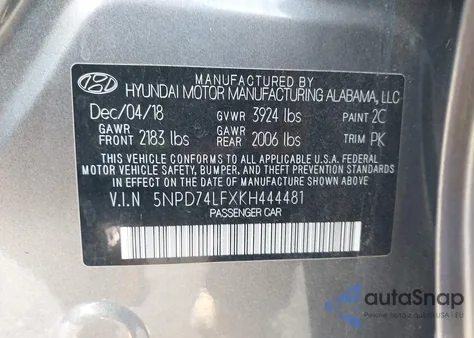 MANUFACTURED BY
HYUNDAI MOTOR MANUFACTURING ALABAMA, LLC
Dec/04/18 GVWR 3924 lbs PAINT 2C
GAWR FRONT 2183 lbs GAWR REAR 2006 lbs TRIM PK
THIS VEHICLE CONFORMS TO ALL APPLICABLE U.S.A. FEDERAL
MOTOR VEHICLE SAFETY, BUMPER, AND THEFT PREVENTION STANDARDS
IN EFFECT ON THE DATE OF MANUFACTURE SHOWN ABOVE.
V.I.N 5NPD74LFXKH444481
PASSENGER CAR
autoSnap